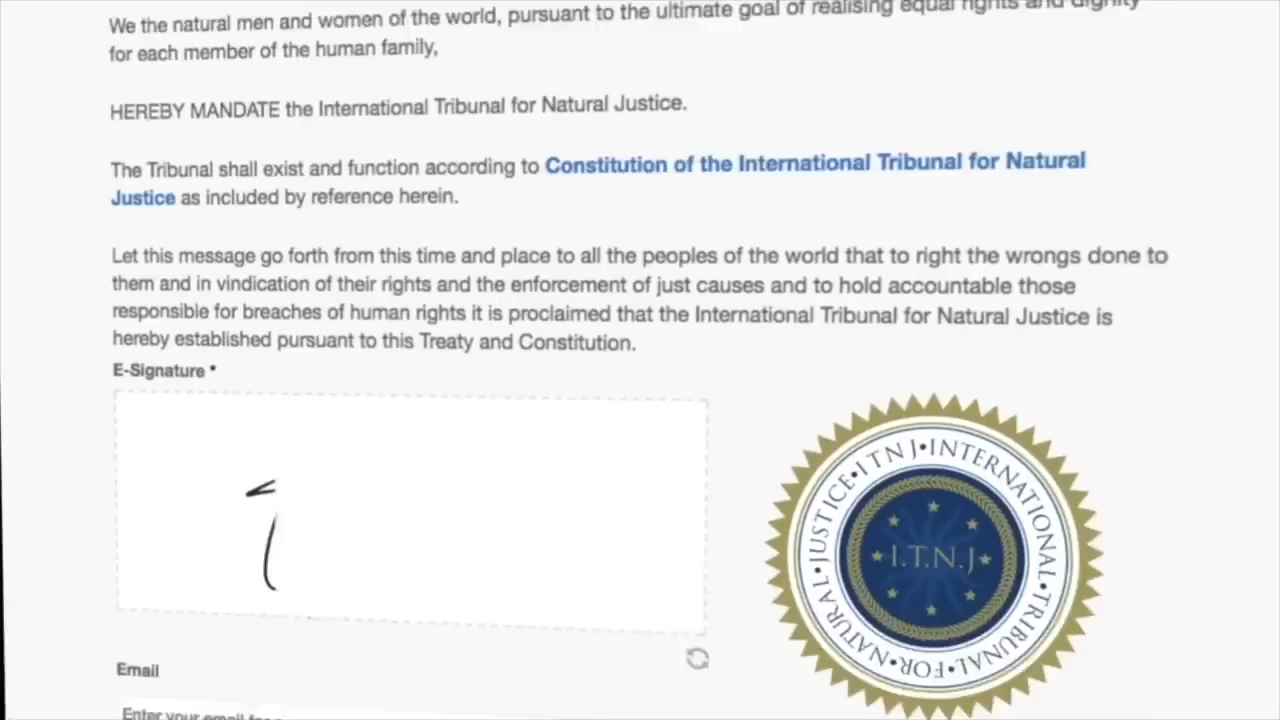 We the natural men and women of the world, pursuant to the ultimate goal of realising equal rights and dignity
for each member of the human family,
HEREBY MANDATE the International Tribunal for Natural Justice.
The Tribunal shall exist and function according to Constitution of the International Tribunal for Natural
Justice as included by reference herein.
Let this message go forth from this time and place to all the peoples of the world that to right the wrongs done to
them and in vindication of their rights and the enforcement of just causes and to hold accountable those
responsible for breaches of human rights it is proclaimed that the International Tribunal for Natural Justice is
hereby established pursuant to this Treaty and Constitution.
E-Signature *
ITNJ•INTERNATIONAL•TRIBUNAL•FOR•NATURAL•JUSTICE•
I.T.N.J
Email
Enter your email